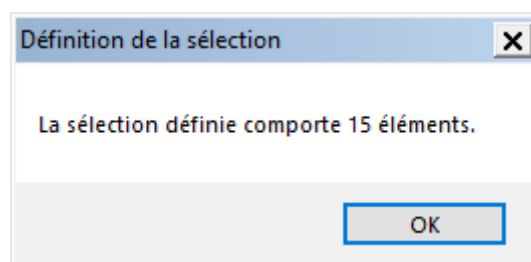 Définition de la sélection
La sélection définie comporte 15 éléments.
OK